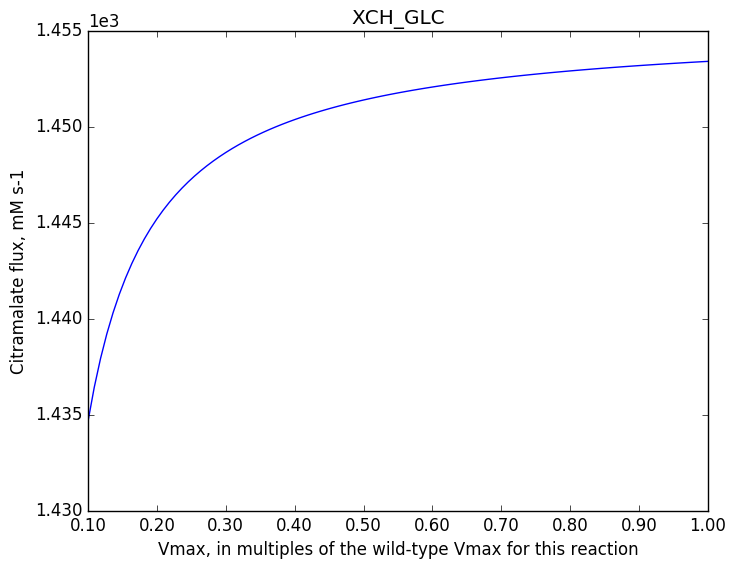 XCH_GLC
1e3
1.455
1.450
1.445
1.440
1.435
1.430
Citramalate flux, mM s-1
0.10 0.20 0.30 0.40 0.50 0.60 0.70 0.80 0.90 1.00
Vmax, in multiples of the wild-type Vmax for this reaction